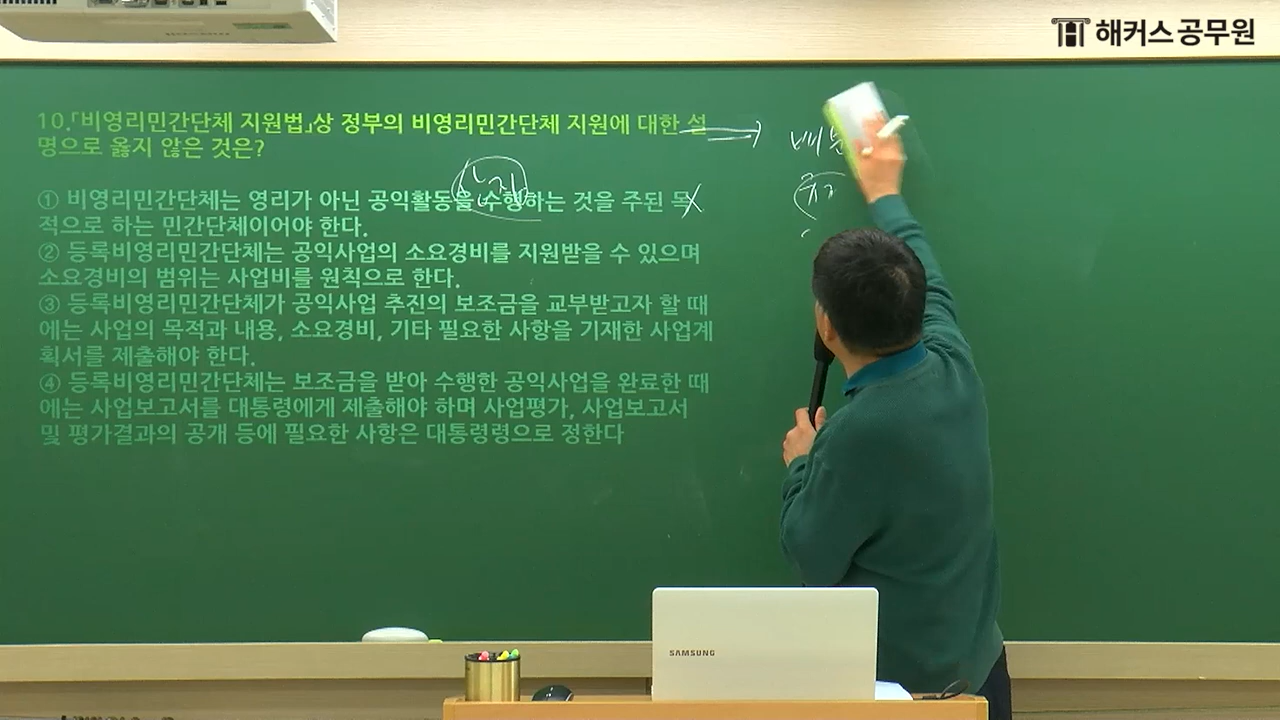 해커스공무원
10.「비영리민간단체 지원법」상 정부의 비영리민간단체 지원에 대한 설
명으로 옳지 않은 것은?
① 비영리민간단체는 영리가 아닌 공익활동을 수행하는 것을 주된 목
적으로 하는 민간단체이어야 한다.
② 등록비영리민간단체는 공익사업의 소요경비를 지원받을 수 있으며
소요경비의 범위는 사업비를 원칙으로 한다.
③ 등록비영리민간단체가 공익사업 추진의 보조금을 교부받고자 할 때
에는 사업의 목적과 내용, 소요경비, 기타 필요한 사항을 기재한 사업계
획서를 제출해야 한다.
④ 등록비영리민간단체는 보조금을 받아 수행한 공익사업을 완료한 때
에는 사업보고서를 대통령에게 제출해야 하며 사업평가, 사업보고서
및 평가결과의 공개 등에 필요한 사항은 대통령령으로 정한다
SAMSUNG